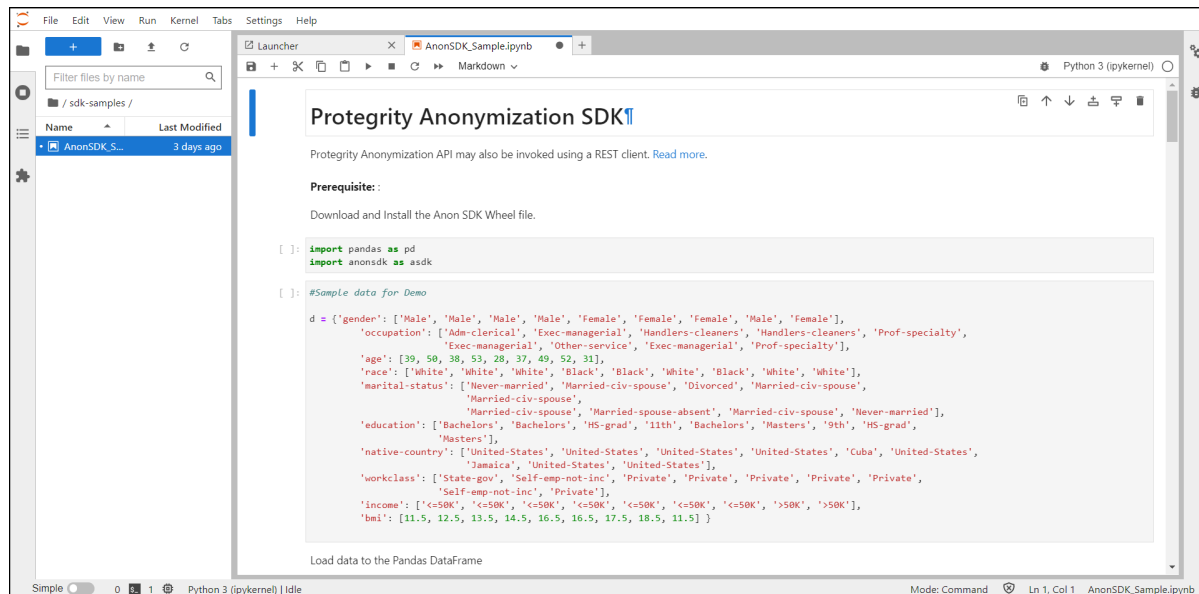 File Edit View Run Kernel Tabs Settings Help
+
Filter files by name
/ sdk-samples /
Name Last Modified
AnonSDK_S... 3 days ago
Launcher × AnonSDK_Sample.ipynb ● +
Markdown Python 3 (ipykernel)
Protegrity Anonymization SDK¶
Protegrity Anonymization API may also be invoked using a REST client. Read more.
Prerequisite: :
Download and Install the Anon SDK Wheel file.
[ ]: import pandas as pd
import anonsdk as asdk
[ ]: #Sample data for Demo
d = {'gender': ['Male', 'Male', 'Male', 'Male', 'Female', 'Female', 'Female', 'Male', 'Female'],
'occupation': ['Adm-clerical', 'Exec-managerial', 'Handlers-cleaners', 'Handlers-cleaners', 'Prof-specialty',
'Exec-managerial', 'Other-service', 'Exec-managerial', 'Prof-specialty'],
'age': [39, 50, 38, 53, 28, 37, 49, 52, 31],
'race': ['White', 'White', 'White', 'Black', 'Black', 'White', 'Black', 'White', 'White'],
'marital-status': ['Never-married', 'Married-civ-spouse', 'Divorced', 'Married-civ-spouse',
'Married-civ-spouse',
'Married-civ-spouse', 'Married-spouse-absent', 'Married-civ-spouse', 'Never-married'],
'education': ['Bachelors', 'Bachelors', 'HS-grad', '11th', 'Bachelors', 'Masters', '9th', 'HS-grad',
'Masters'],
'native-country': ['United-States', 'United-States', 'United-States', 'United-States', 'Cuba', 'United-States',
'Jamaica', 'United-States', 'United-States'],
'workclass': ['State-gov', 'Self-emp-not-inc', 'Private', 'Private', 'Private', 'Private', 'Private',
'Self-emp-not-inc', 'Private'],
'income': ['<=50K', '<=50K', '<=50K', '<=50K', '<=50K', '<=50K', '<=50K', '>50K', '>50K'],
'bmi': [11.5, 12.5, 13.5, 14.5, 16.5, 16.5, 17.5, 18.5, 11.5] }
Load data to the Pandas DataFrame
Simple 0 $_ 1 Python 3 (ipykernel) | Idle Mode: Command Ln 1, Col 1 AnonSDK_Sample.ipynb